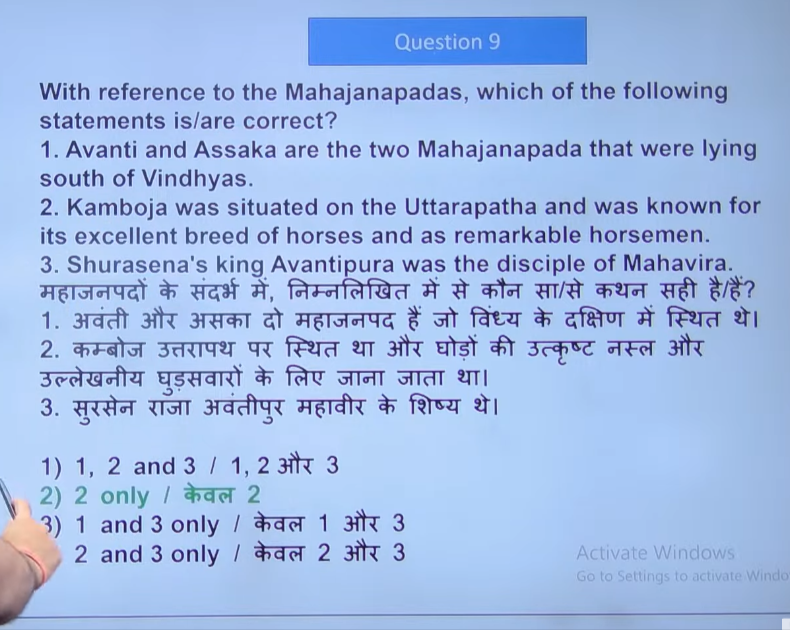 Question 9
With reference to the Mahajanapadas, which of the following
statements is/are correct?
1. Avanti and Assaka are the two Mahajanapada that were lying
south of Vindhyas.
2. Kamboja was situated on the Uttarapatha and was known for
its excellent breed of horses and as remarkable horsemen.
3. Shurasena's king Avantipura was the disciple of Mahavira.
महाजनपदों के संदर्भ में, निम्नलिखित में से कौन सा/से कथन सही है/हैं?
1. अवंती और असका दो महाजनपद हैं जो विंध्य के दक्षिण में स्थित थे।
2. कम्बोज उत्तरापथ पर स्थित था और घोड़ों की उत्कृष्ट नस्ल और
उल्लेखनीय घुड़सवारों के लिए जाना जाता था।
3. सुरसेन राजा अवंतीपुर महावीर के शिष्य थे।
1) 1, 2 and 3 / 1, 2 और 3
2) 2 only / केवल 2
3) 1 and 3 only / केवल 1 और 3
2 and 3 only / केवल 2 और 3
Activate Windows
Go to Settings to activate Windo